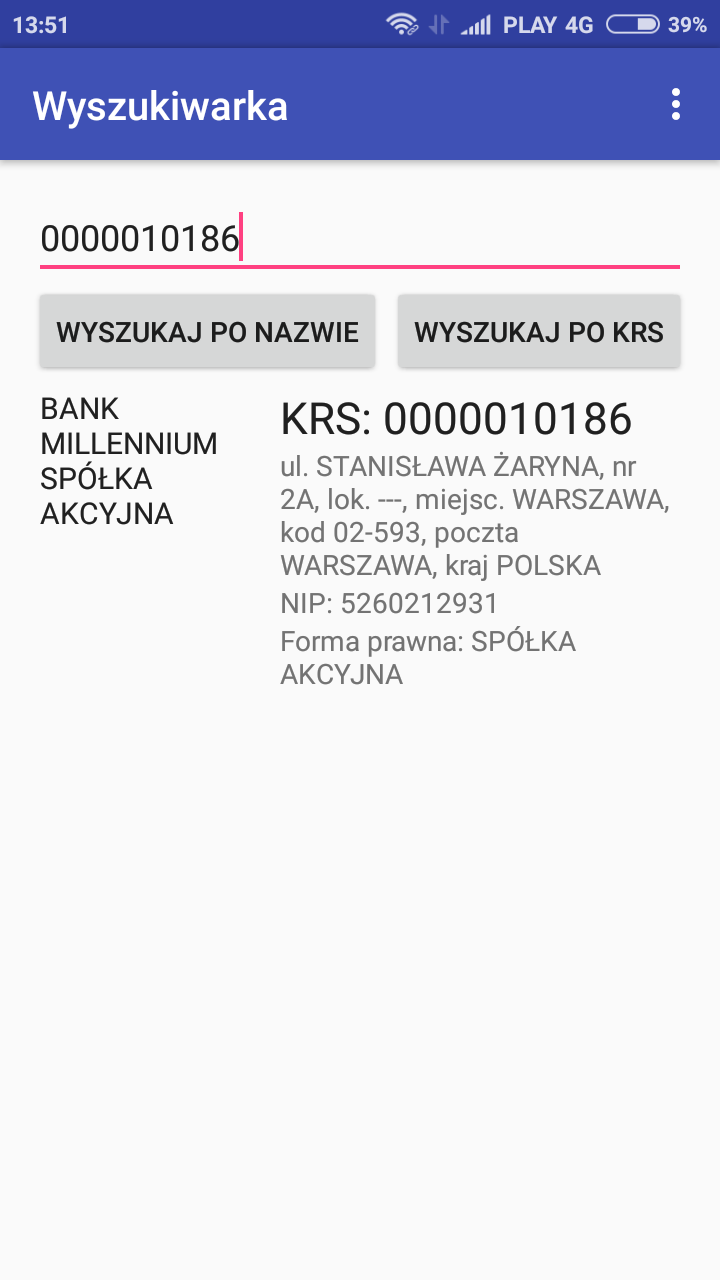 13:51 PLAY 4G 39%
Wyszukiwarka
0000010186
WYSZUKAJ PO NAZWIE
WYSZUKAJ PO KRS
BANK
MILLENNIUM
SPÓŁKA
AKCYJNA
KRS: 0000010186
ul. STANISŁAWA ŻARYNA, nr
2A, lok. ---, miejsc. WARSZAWA,
kod 02-593, poczta
WARSZAWA, kraj POLSKA
NIP: 5260212931
Forma prawna: SPÓŁKA
AKCYJNA